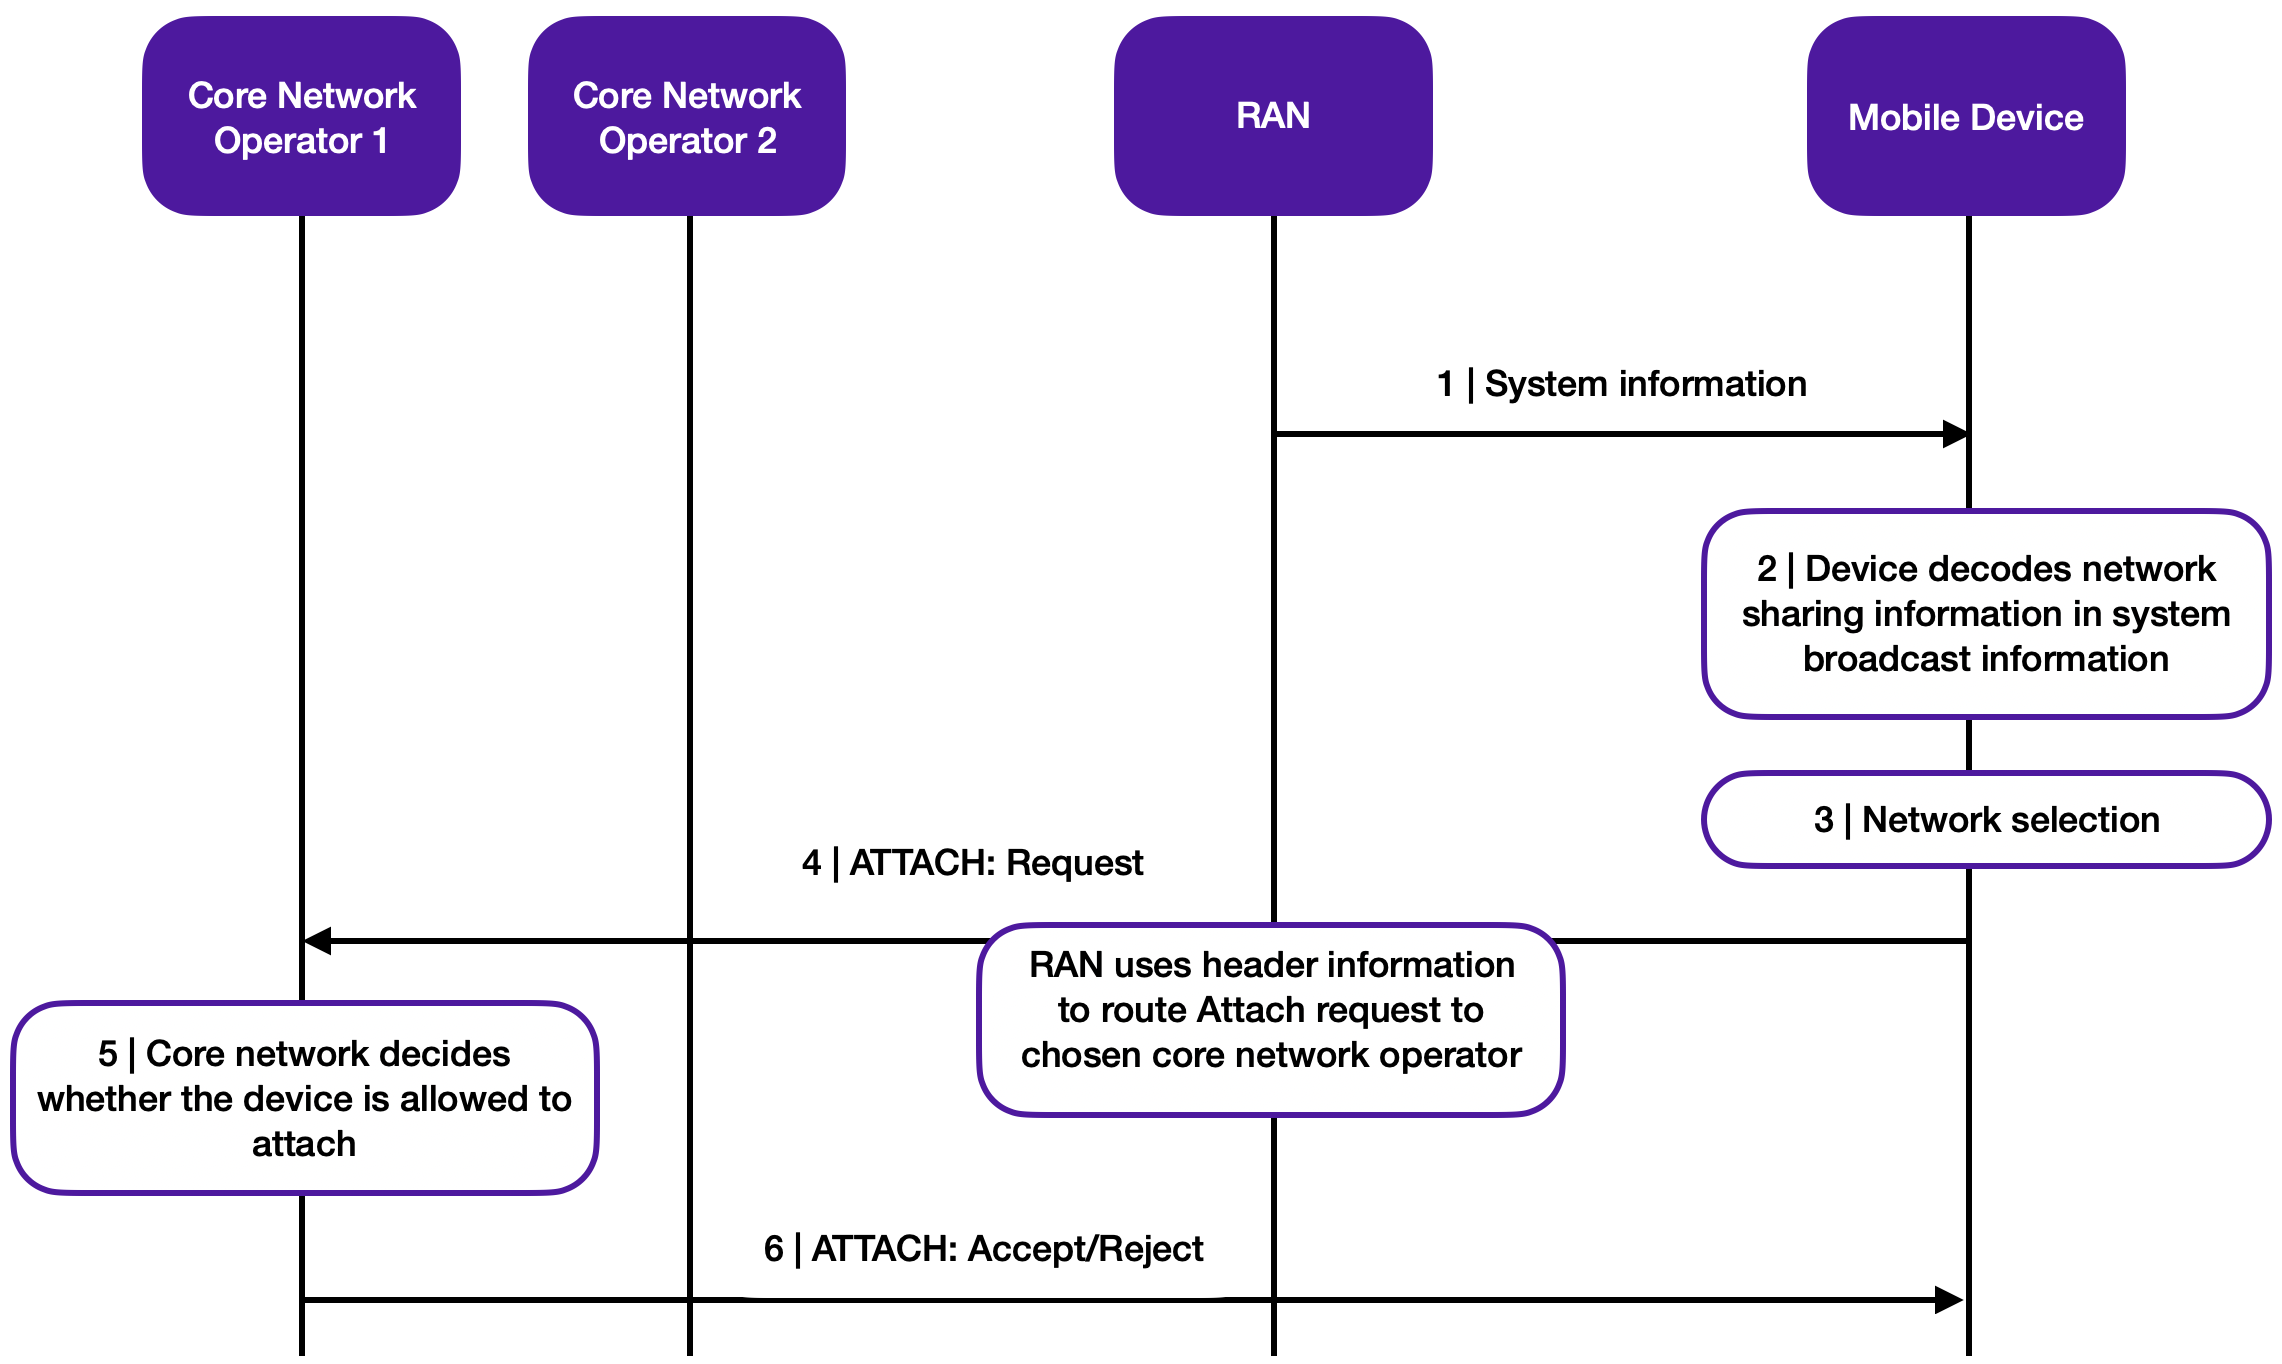 Core Network
Operator 1
Core Network
Operator 2
RAN
Mobile Device
1 | System information
2 | Device decodes network
sharing information in system
broadcast information
3 | Network selection
4 | ATTACH: Request
RAN uses header information
to route Attach request to
chosen core network operator
5 | Core network decides
whether the device is allowed to
attach
6 | ATTACH: Accept/Reject